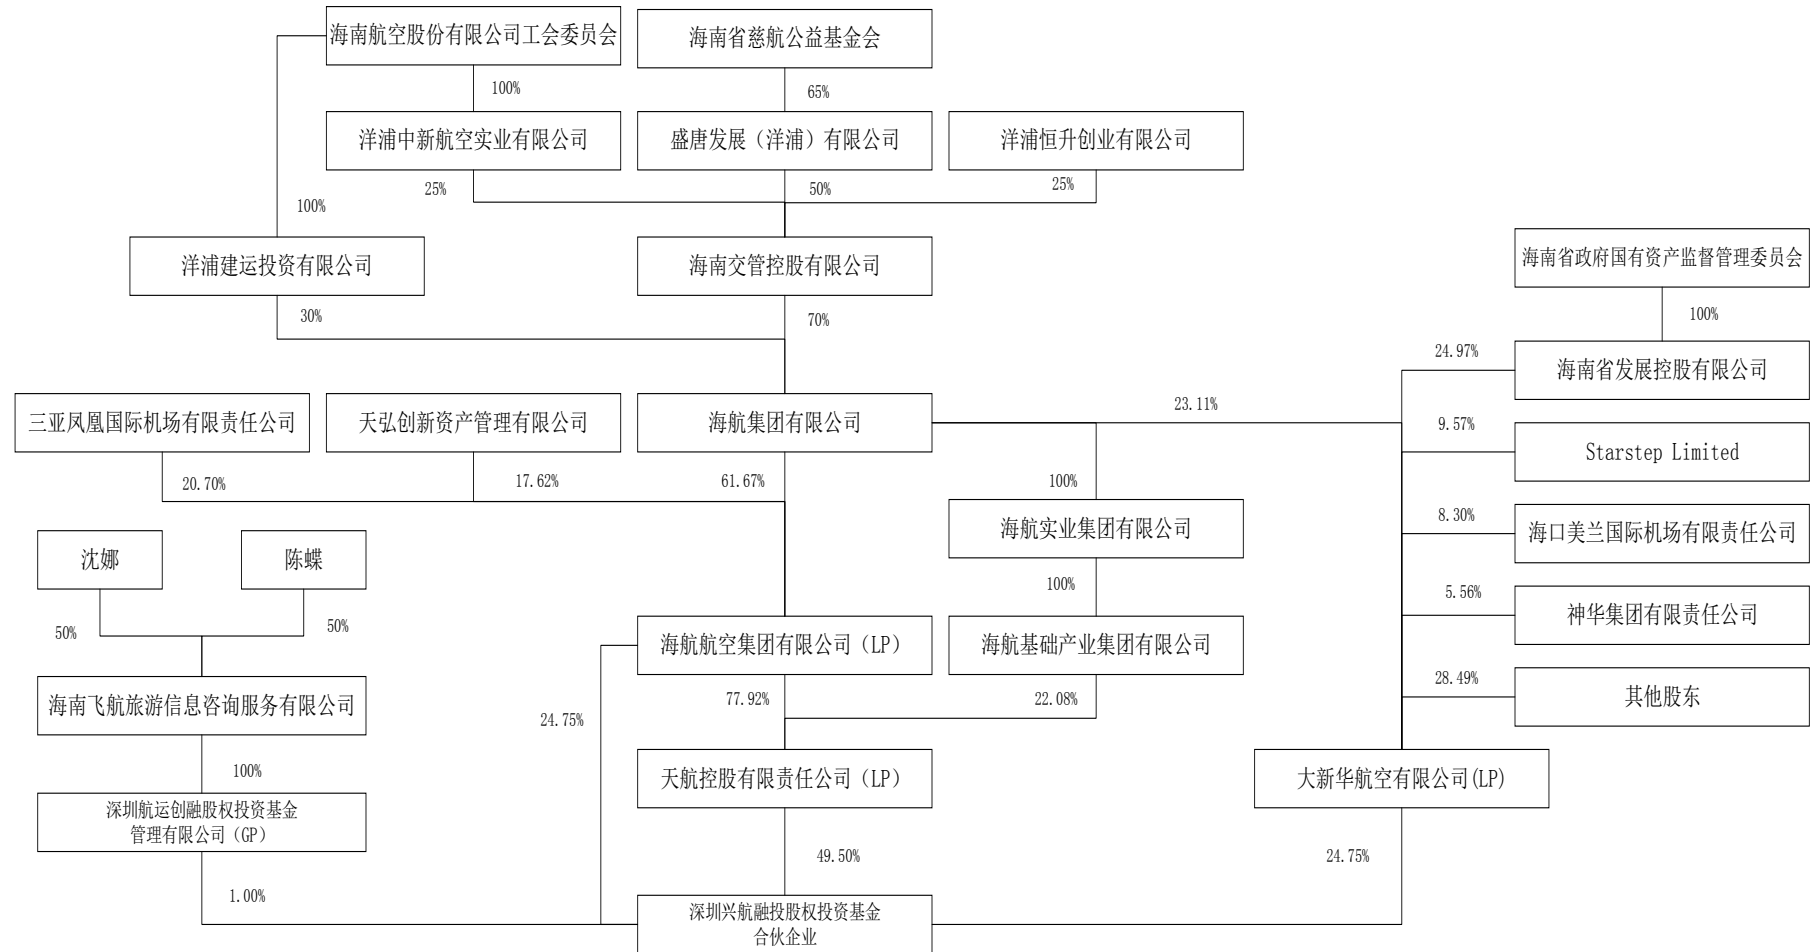 海南航空股份有限公司工会委员会
海南省慈航公益基金会
100%
65%
洋浦中新航空实业有限公司
盛唐发展（洋浦）有限公司
洋浦恒升创业有限公司
25%
50%
25%
100%
洋浦建运投资有限公司
海南交管控股有限公司
海南省政府国有资产监督管理委员会
30%
70%
100%
24.97%
海南省发展控股有限公司
三亚凤凰国际机场有限责任公司
天弘创新资产管理有限公司
海航集团有限公司
23.11%
9.57%
Starstep Limited
20.70%
17.62%
61.67%
100%
8.30%
海航实业集团有限公司
海口美兰国际机场有限责任公司
沈娜
陈蝶
100%
5.56%
神华集团有限责任公司
50%
50%
海航航空集团有限公司（LP）
海航基础产业集团有限公司
28.49%
其他股东
海南飞航旅游信息咨询服务有限公司
24.75%
77.92%
22.08%
100%
天航控股有限责任公司（LP）
大新华航空有限公司(LP)
深圳航运创融股权投资基金
管理有限公司（GP）
49.50%
24.75%
1.00%
深圳兴航融投股权投资基金
合伙企业